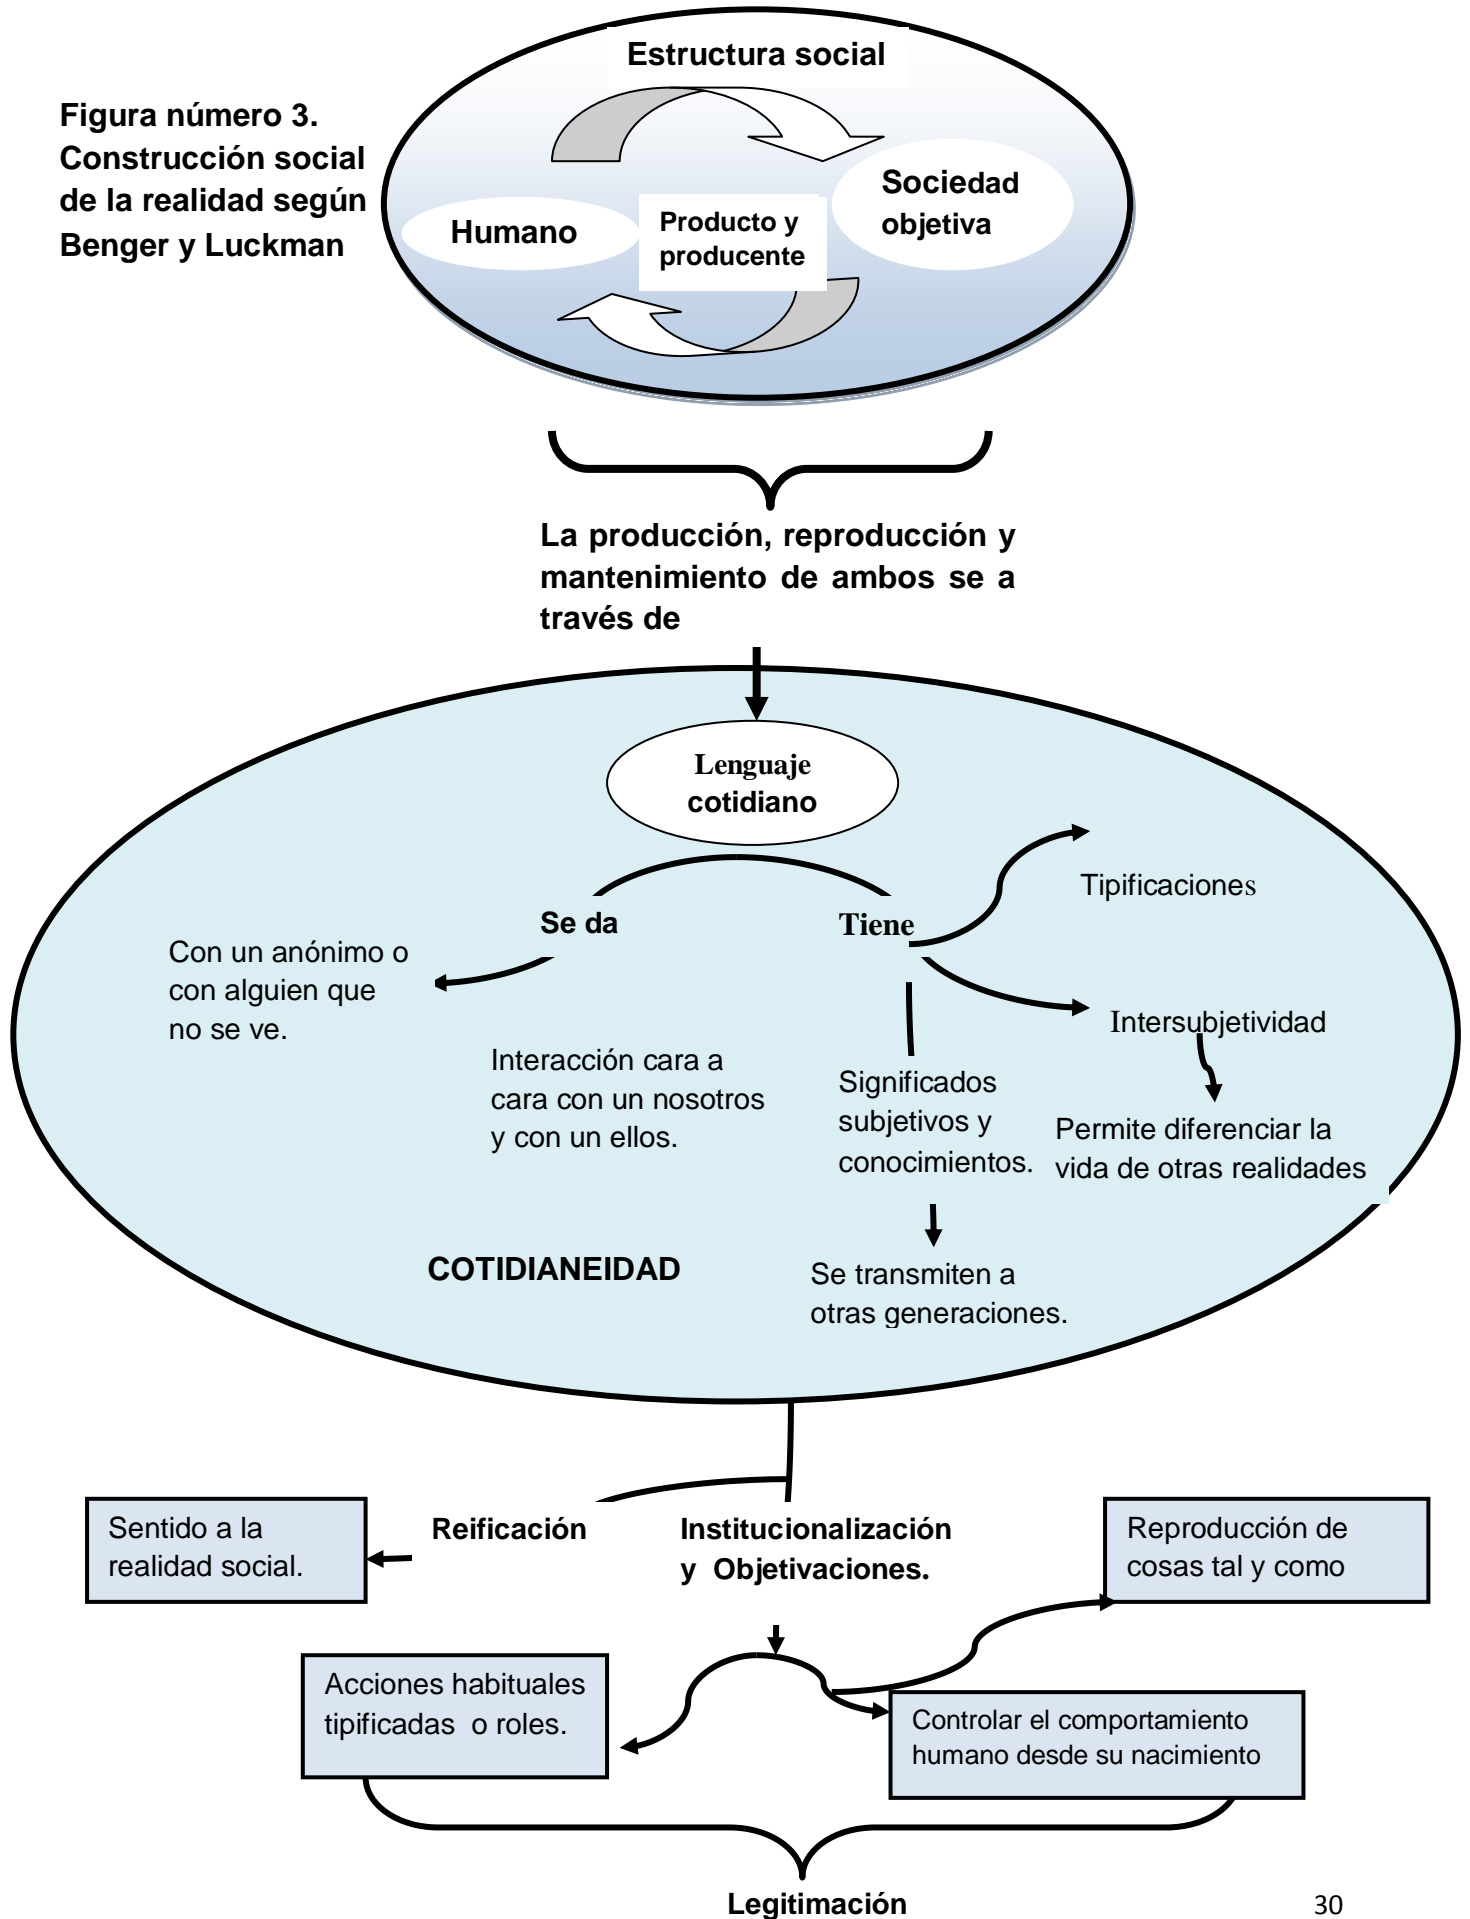 Estructura social
Figura número 3.
Construcción social
de la realidad según
Benger y Luckman
Humano
Producto y
producente
Sociedad
objetiva
La producción, reproducción y
mantenimiento de ambos se a
través de
Lenguaje
cotidiano
Se da
Tiene
Tipificaciones
Con un anónimo o
con alguien que
no se ve.
Interacción cara a
cara con un nosotros
y con un ellos.
Significados
subjetivos y
conocimientos.
Intersubjetividad
Permite diferenciar la
vida de otras realidades
COTIDIANEIDAD
Se transmiten a
otras generaciones.
Sentido a la
realidad social.
Reificación
Institucionalización
y Objetivaciones.
Reproducción de
cosas tal y como
Acciones habituales
tipificadas o roles.
Controlar el comportamiento
humano desde su nacimiento
Legitimación
30